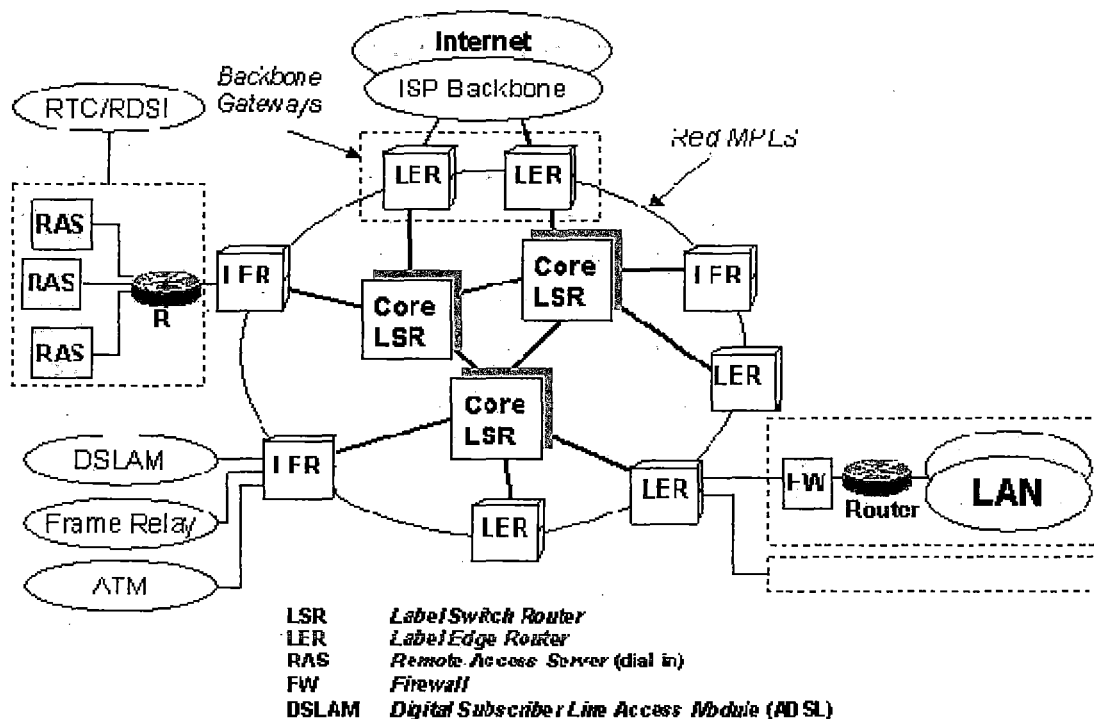 Internet
ISP Backbone
Backbone
Gateways
RTC/RDSI
Red MPLS
LER
LER
RAS
RAS
RAS
R
LER
Core
LSR
Core
LSR
LER
LER
Core
LSR
DSLAM
Frame Relay
ATM
LER
LER
LER
FW
Router
LAN
LSR Label Switch Router
LER Label Edge Router
RAS Remote Access Server (dial in)
FW Firewall
DSLAM Digital Subscriber Line Access Module (ADSL)